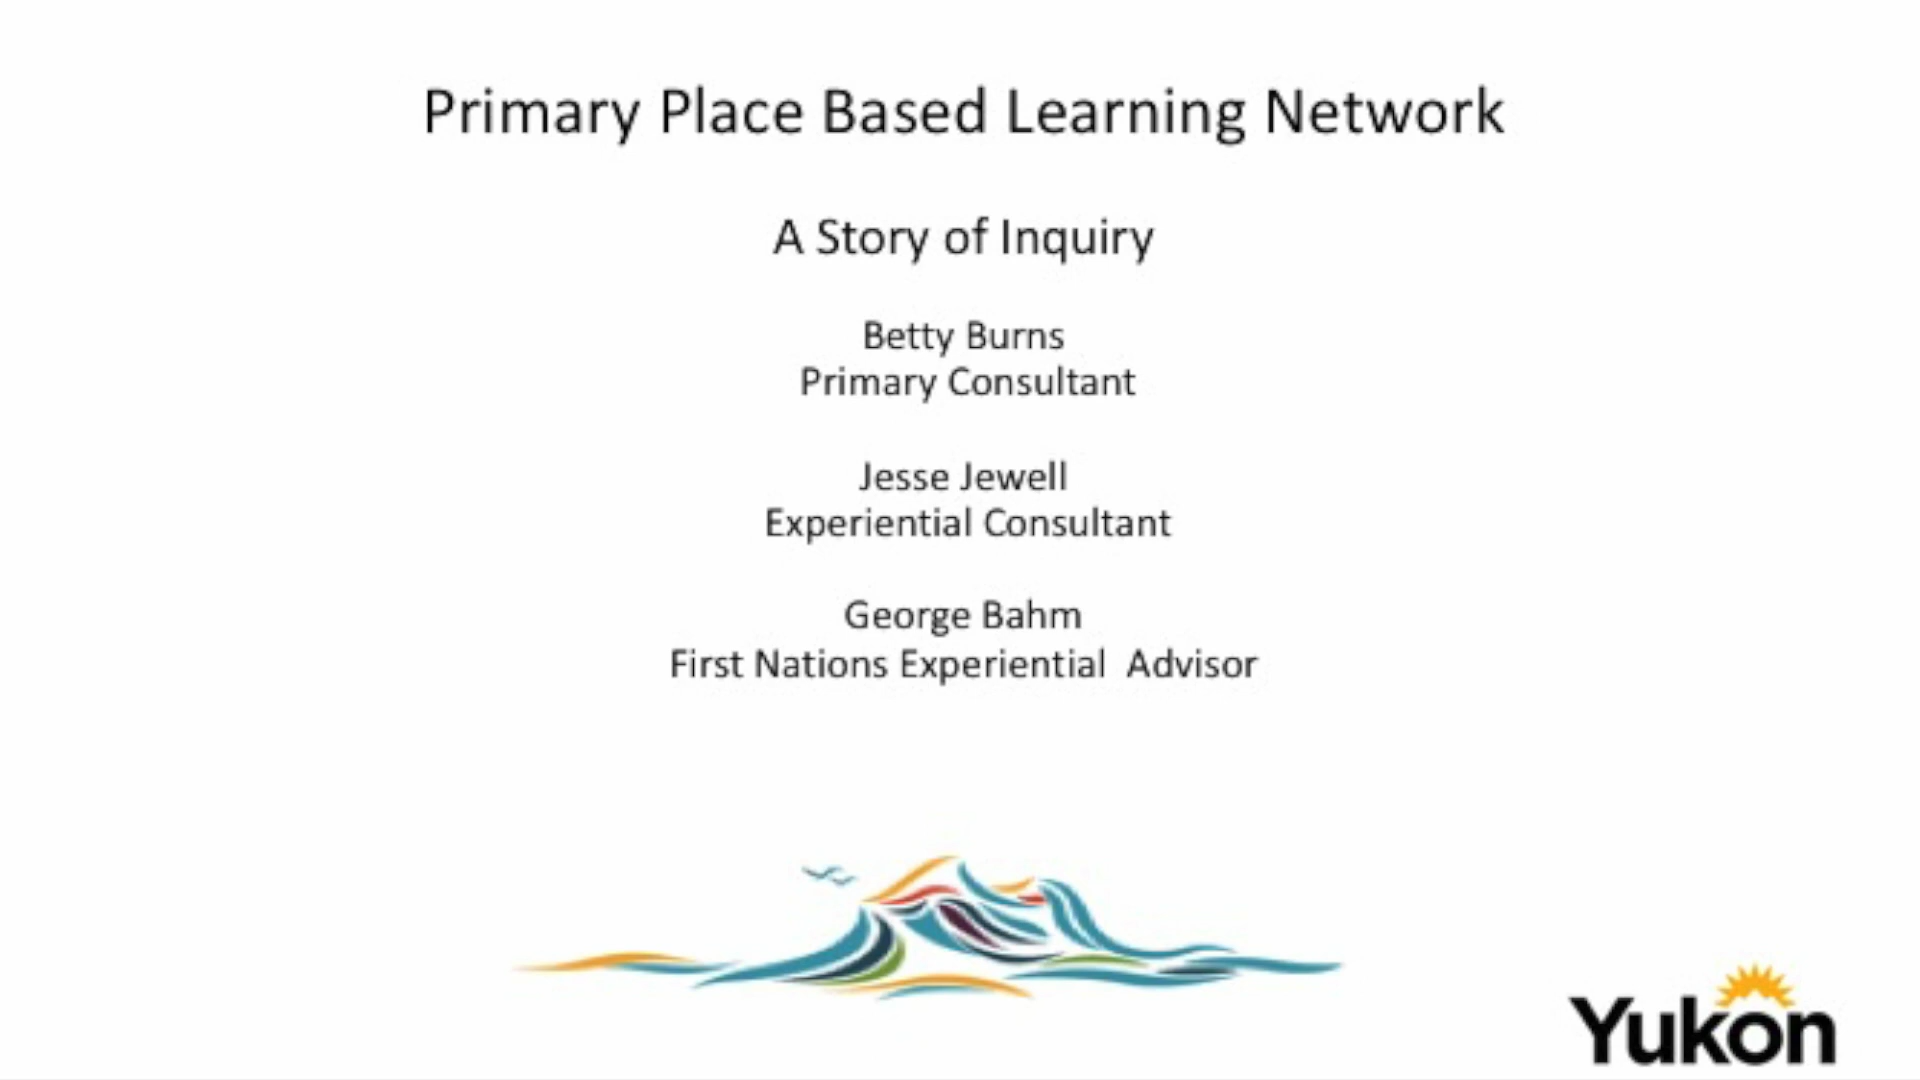 Primary Place Based Learning Network
A Story of Inquiry
Betty Burns
Primary Consultant
Jesse Jewell
Experiential Consultant
George Bahm
First Nations Experiential  Advisor
Yukon